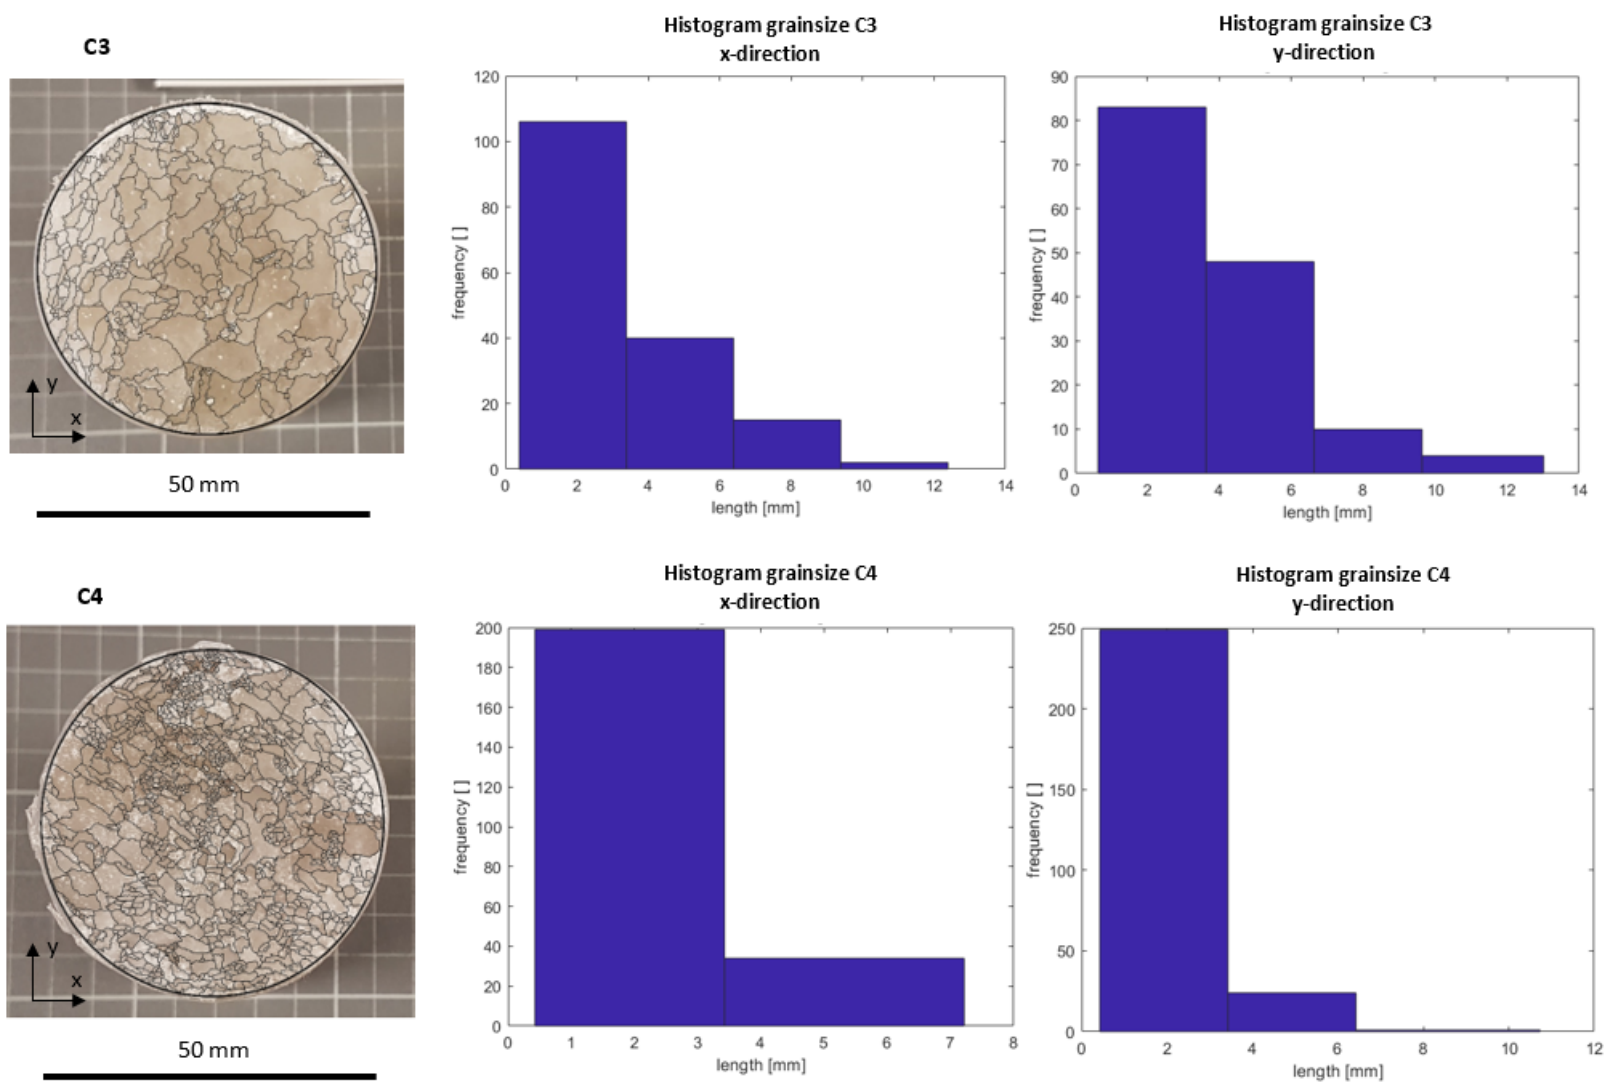 C3
y
x
50 mm
Histogram grainsize C3
x-direction
120
100
80
60
40
20
0
frequency [ ]
0 2 4 6 8 10 12 14
length [mm]
Histogram grainsize C3
y-direction
90
80
70
60
50
40
30
20
10
0
frequency [ ]
0 2 4 6 8 10 12 14
length [mm]
C4
y
x
50 mm
Histogram grainsize C4
x-direction
200
180
160
140
120
100
80
60
40
20
0
frequency [ ]
0 1 2 3 4 5 6 7 8
length [mm]
Histogram grainsize C4
y-direction
250
200
150
100
50
0
frequency [ ]
0 2 4 6 8 10 12
length [mm]